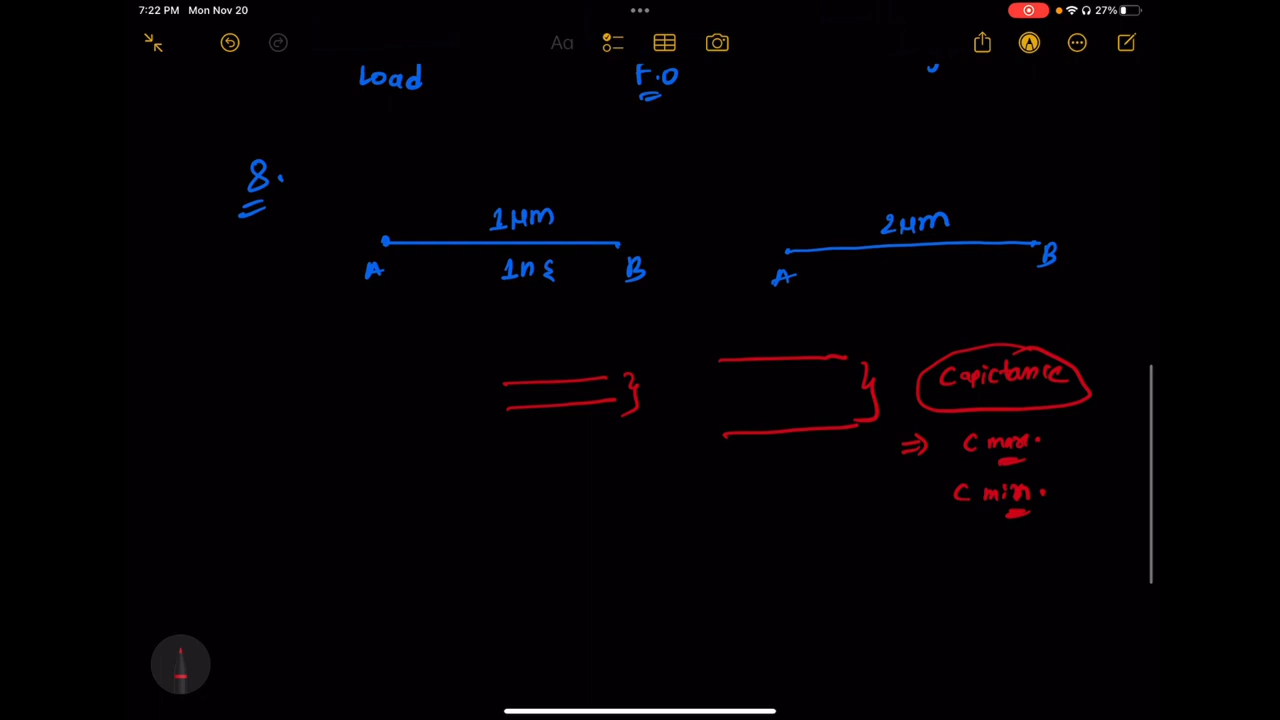 7:22 PM Mon Nov 20
27%
Aa
Load F.O
8.
1μm
A 1ns B
2μm
A B
Capictance
⇒ C max.
C min.